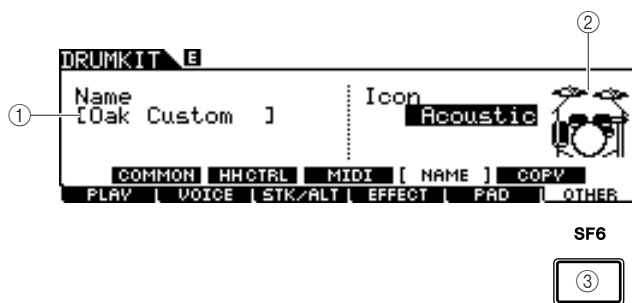 ②
DRUMKIT E
①
Name
[Oak Custom ]
Icon
Acoustic
COMMON HHCTRL MIDI [ NAME ] COPY
PLAY VOICE STK/ALT EFFECT PAD OTHER
SF6
③